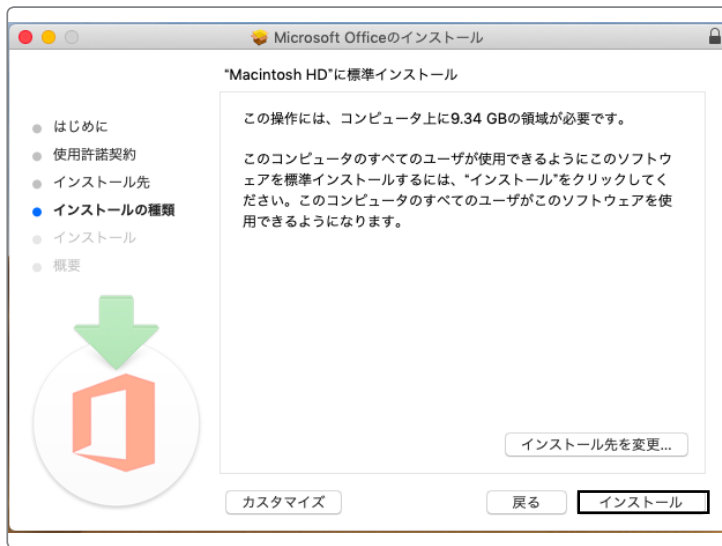 Microsoft Officeのインストール
“Macintosh HD”に標準インストール
はじめに
使用許諾契約
インストール先
インストールの種類
インストール
概要
この操作には、コンピュータ上に9.34 GBの領域が必要です。
このコンピュータのすべてのユーザが使用できるようにこのソフトウ
ェアを標準インストールするには、“インストール”をクリックしてく
ださい。このコンピュータのすべてのユーザがこのソフトウェアを使
用できるようになります。
インストール先を変更...
カスタマイズ
戻る
インストール